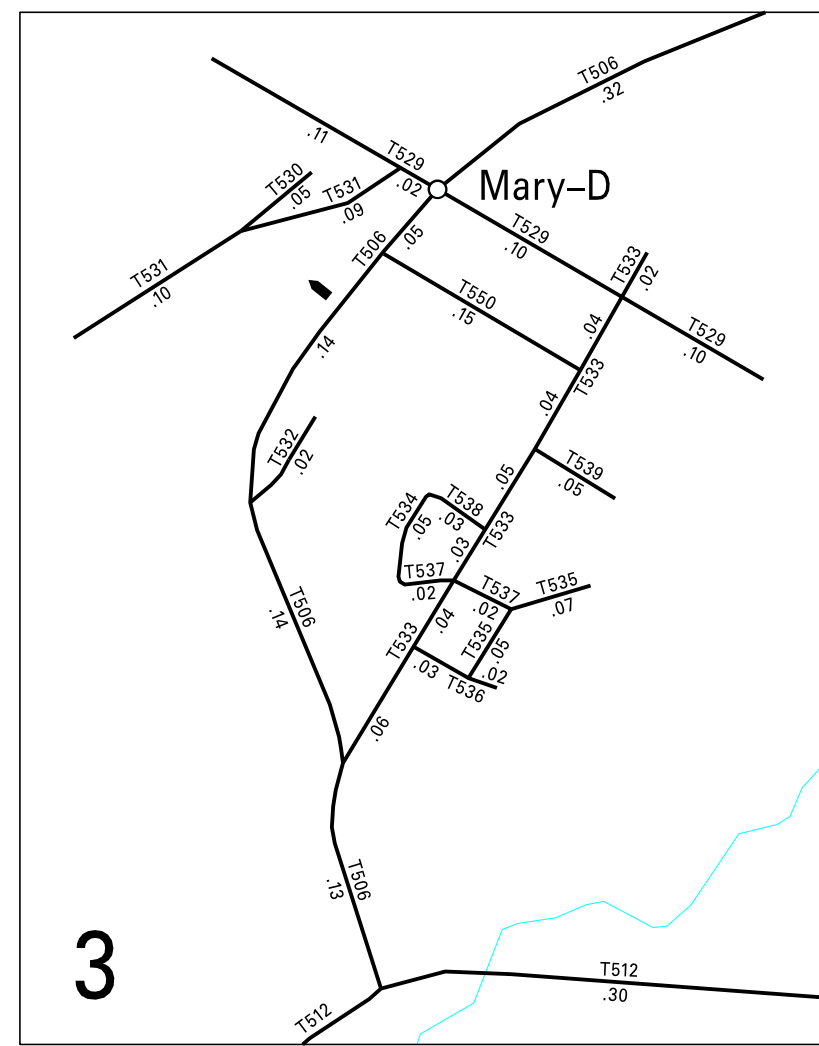 T506
.32
.11
T529
.02
Mary–D
T530
.05
T531
.09
T529
.10
T506
.05
T533
.02
T531
.10
T550
.15
.04
T529
.10
.14
T533
.04
T532
.02
.05
T539
.05
T534
.05
T538
.03
T533
.03
T537
.02
T537
.02
T535
.07
T506
.14
.04
T533
T535
.05
.03
.02
T536
.06
T506
.13
3
T512
.30
T512